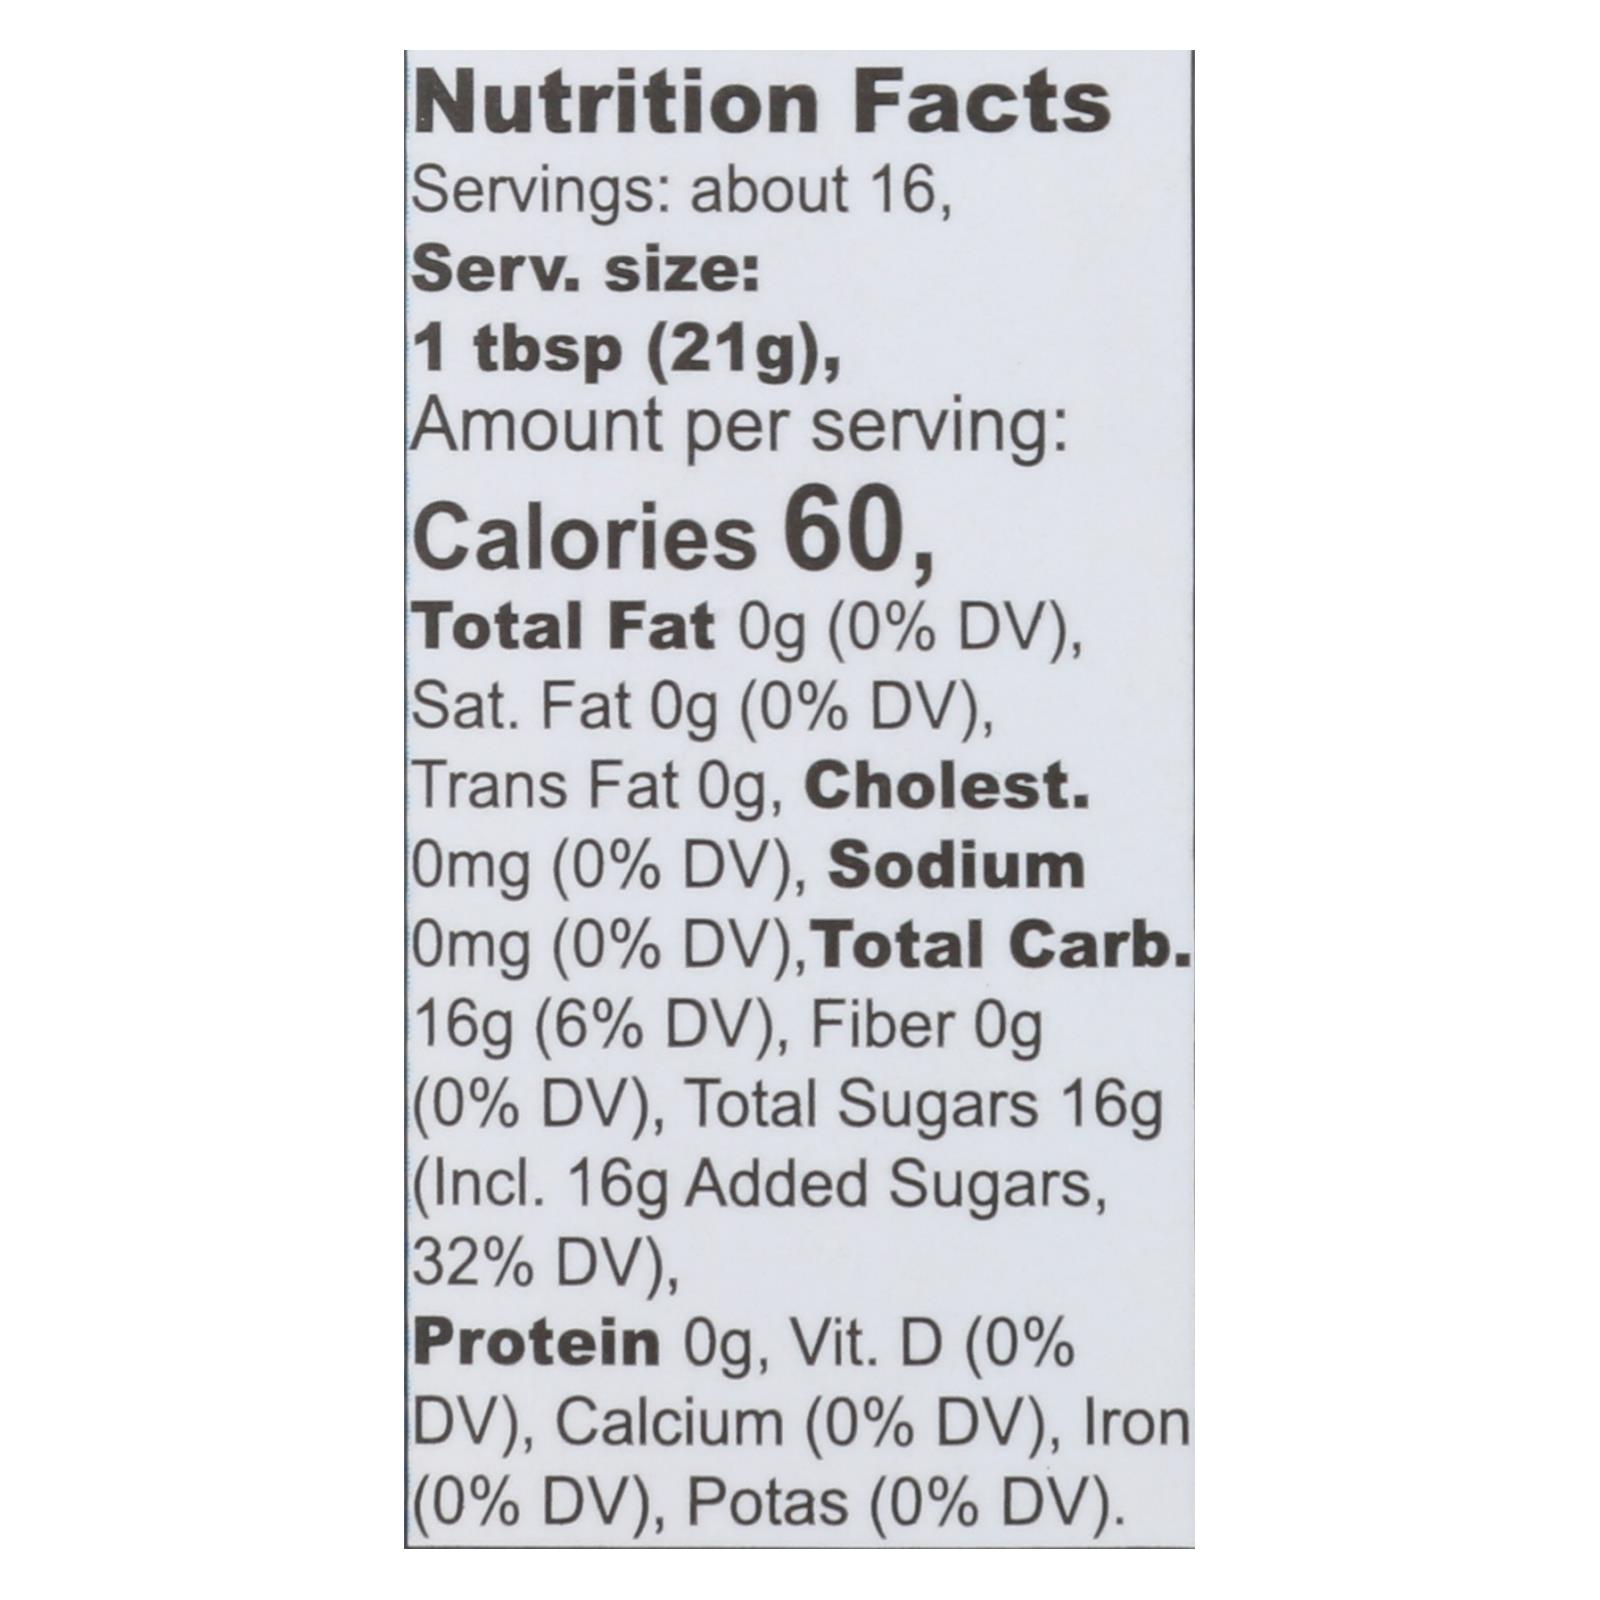 Nutrition Facts
Servings: about 16,
Serv. size:
1 tbsp (21g),
Amount per serving:
Calories 60,
Total Fat 0g (0% DV),
Sat. Fat 0g (0% DV),
Trans Fat 0g, Cholest.
0mg (0% DV), Sodium
0mg (0% DV),Total Carb.
16g (6% DV), Fiber 0g
(0% DV), Total Sugars 16g
(Incl. 16g Added Sugars,
32% DV),
Protein 0g, Vit. D (0%
DV), Calcium (0% DV), Iron
(0% DV), Potas (0% DV).